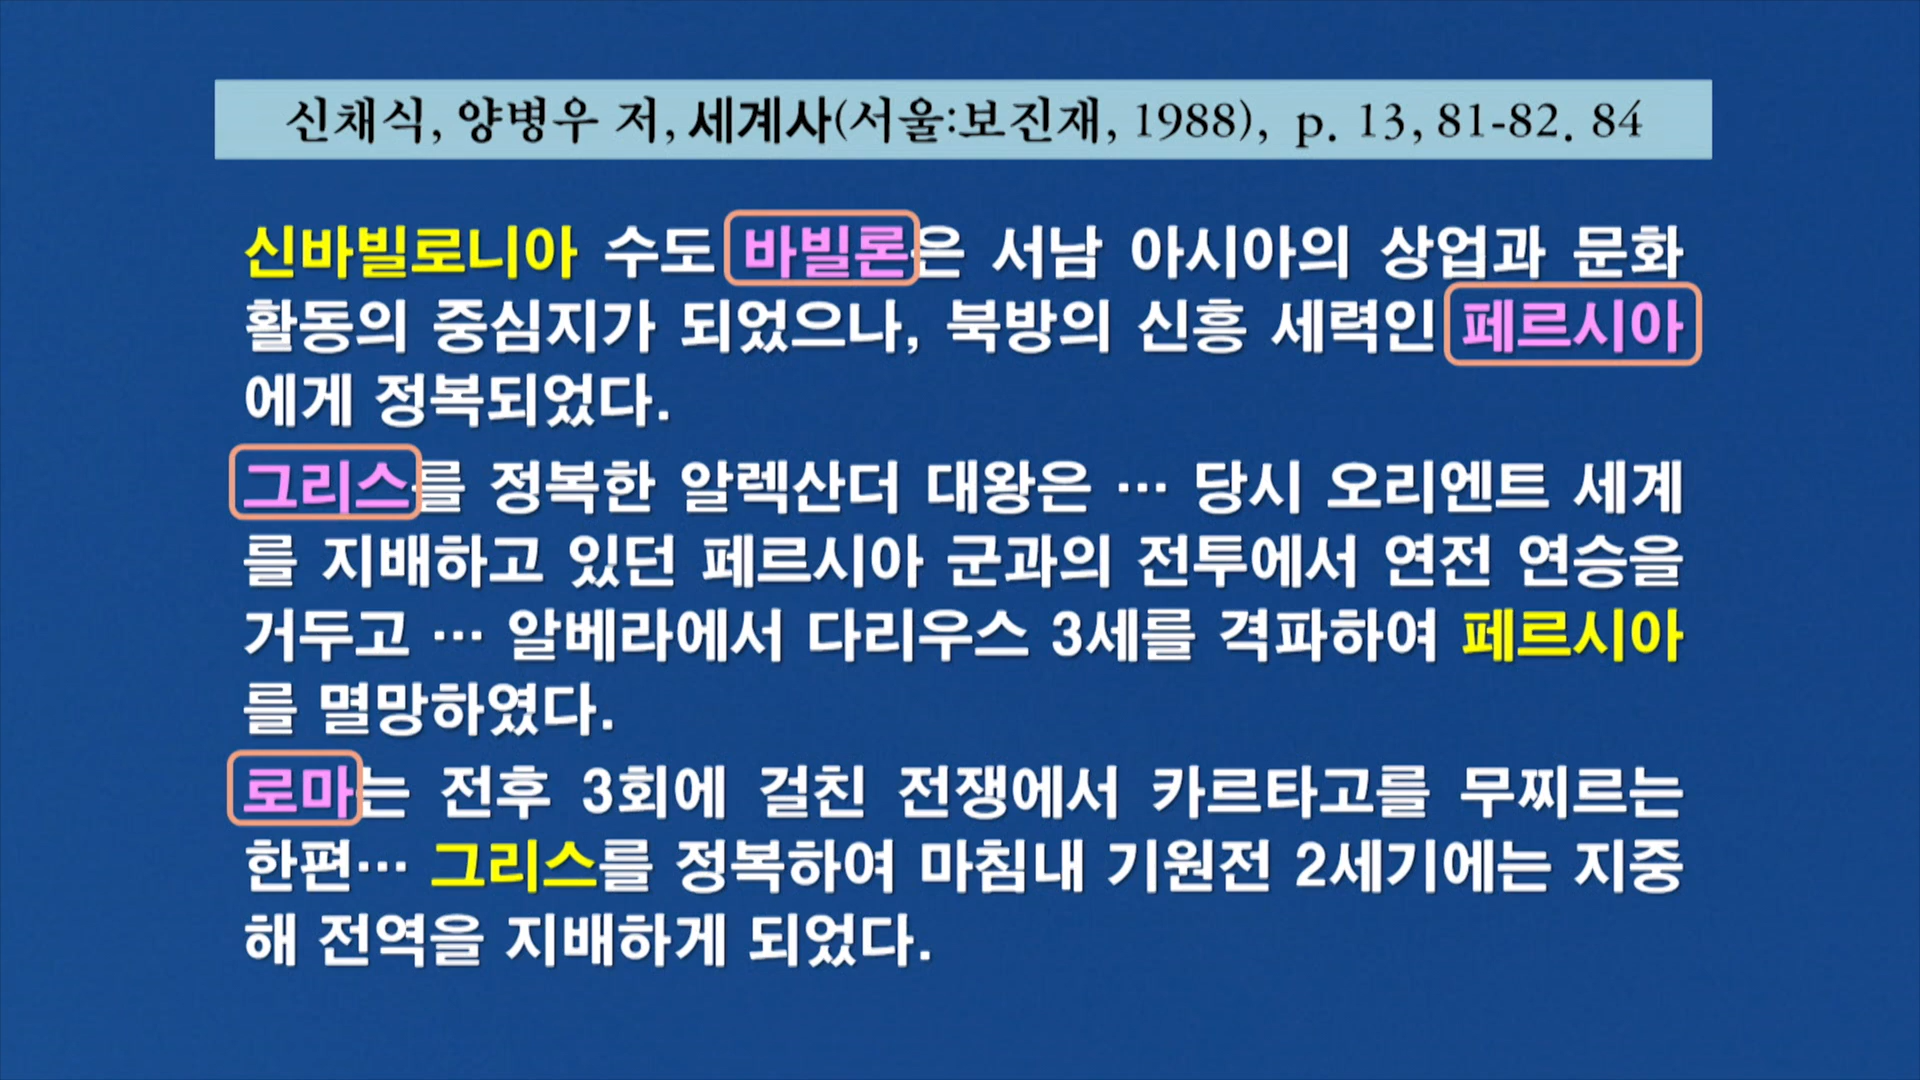 신채식, 양병우 저, 세계사(서울:보진재, 1988), p. 13, 81-82. 84
신바빌로니아 수도 바빌론은 서남 아시아의 상업과 문화
활동의 중심지가 되었으나, 북방의 신흥 세력인 페르시아
에게 정복되었다.
그리스를 정복한 알렉산더 대왕은 … 당시 오리엔트 세계
를 지배하고 있던 페르시아 군과의 전투에서 연전 연승을
거두고 … 알베라에서 다리우스 3세를 격파하여 페르시아
를 멸망하였다.
로마는 전후 3회에 걸친 전쟁에서 카르타고를 무찌르는
한편… 그리스를 정복하여 마침내 기원전 2세기에는 지중
해 전역을 지배하게 되었다.